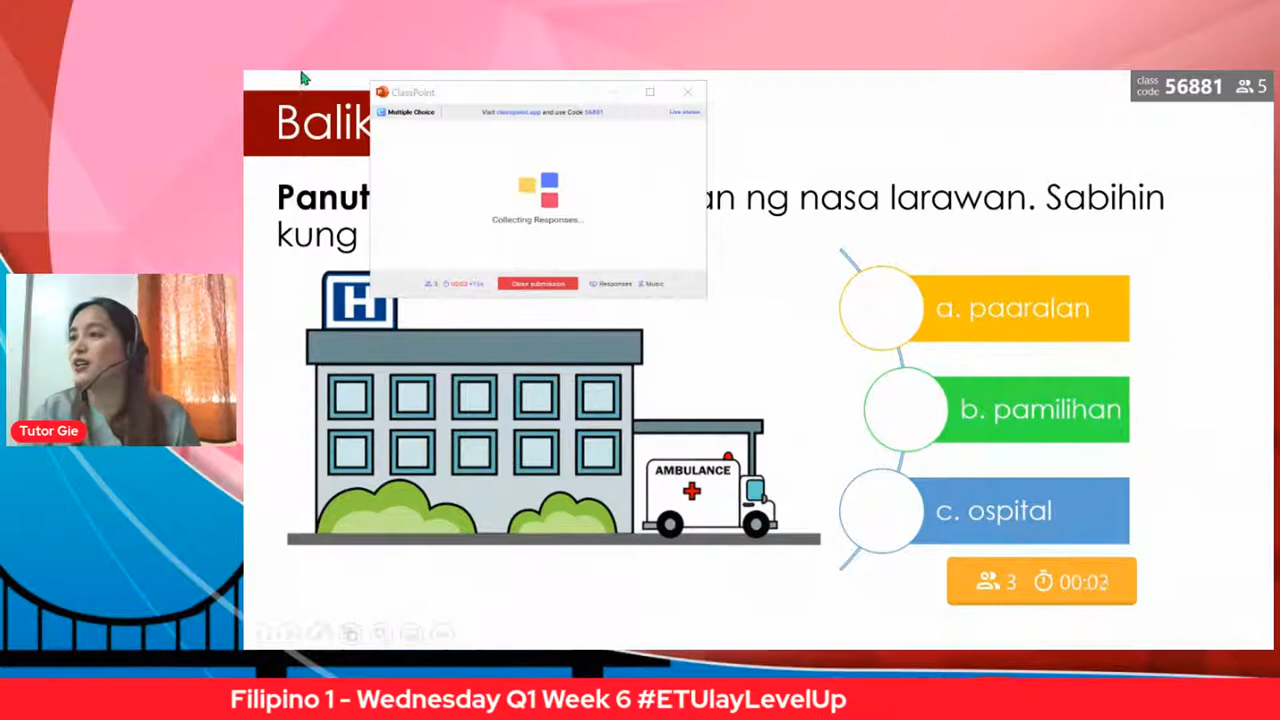 class code 56881 5
ClassPoint
Multiple Choice Visit classpoint.app and use Code 56881
Balik
Collecting Responses...
Panut an ng nasa larawan. Sabihin
kung
3 Close submission Responses Music
H
a. paaralan
b. pamilihan
c. ospital
AMBULANCE
3 00:02
Tutor Gie
Filipino 1 - Wednesday Q1 Week 6 #ETUlayLevelUp